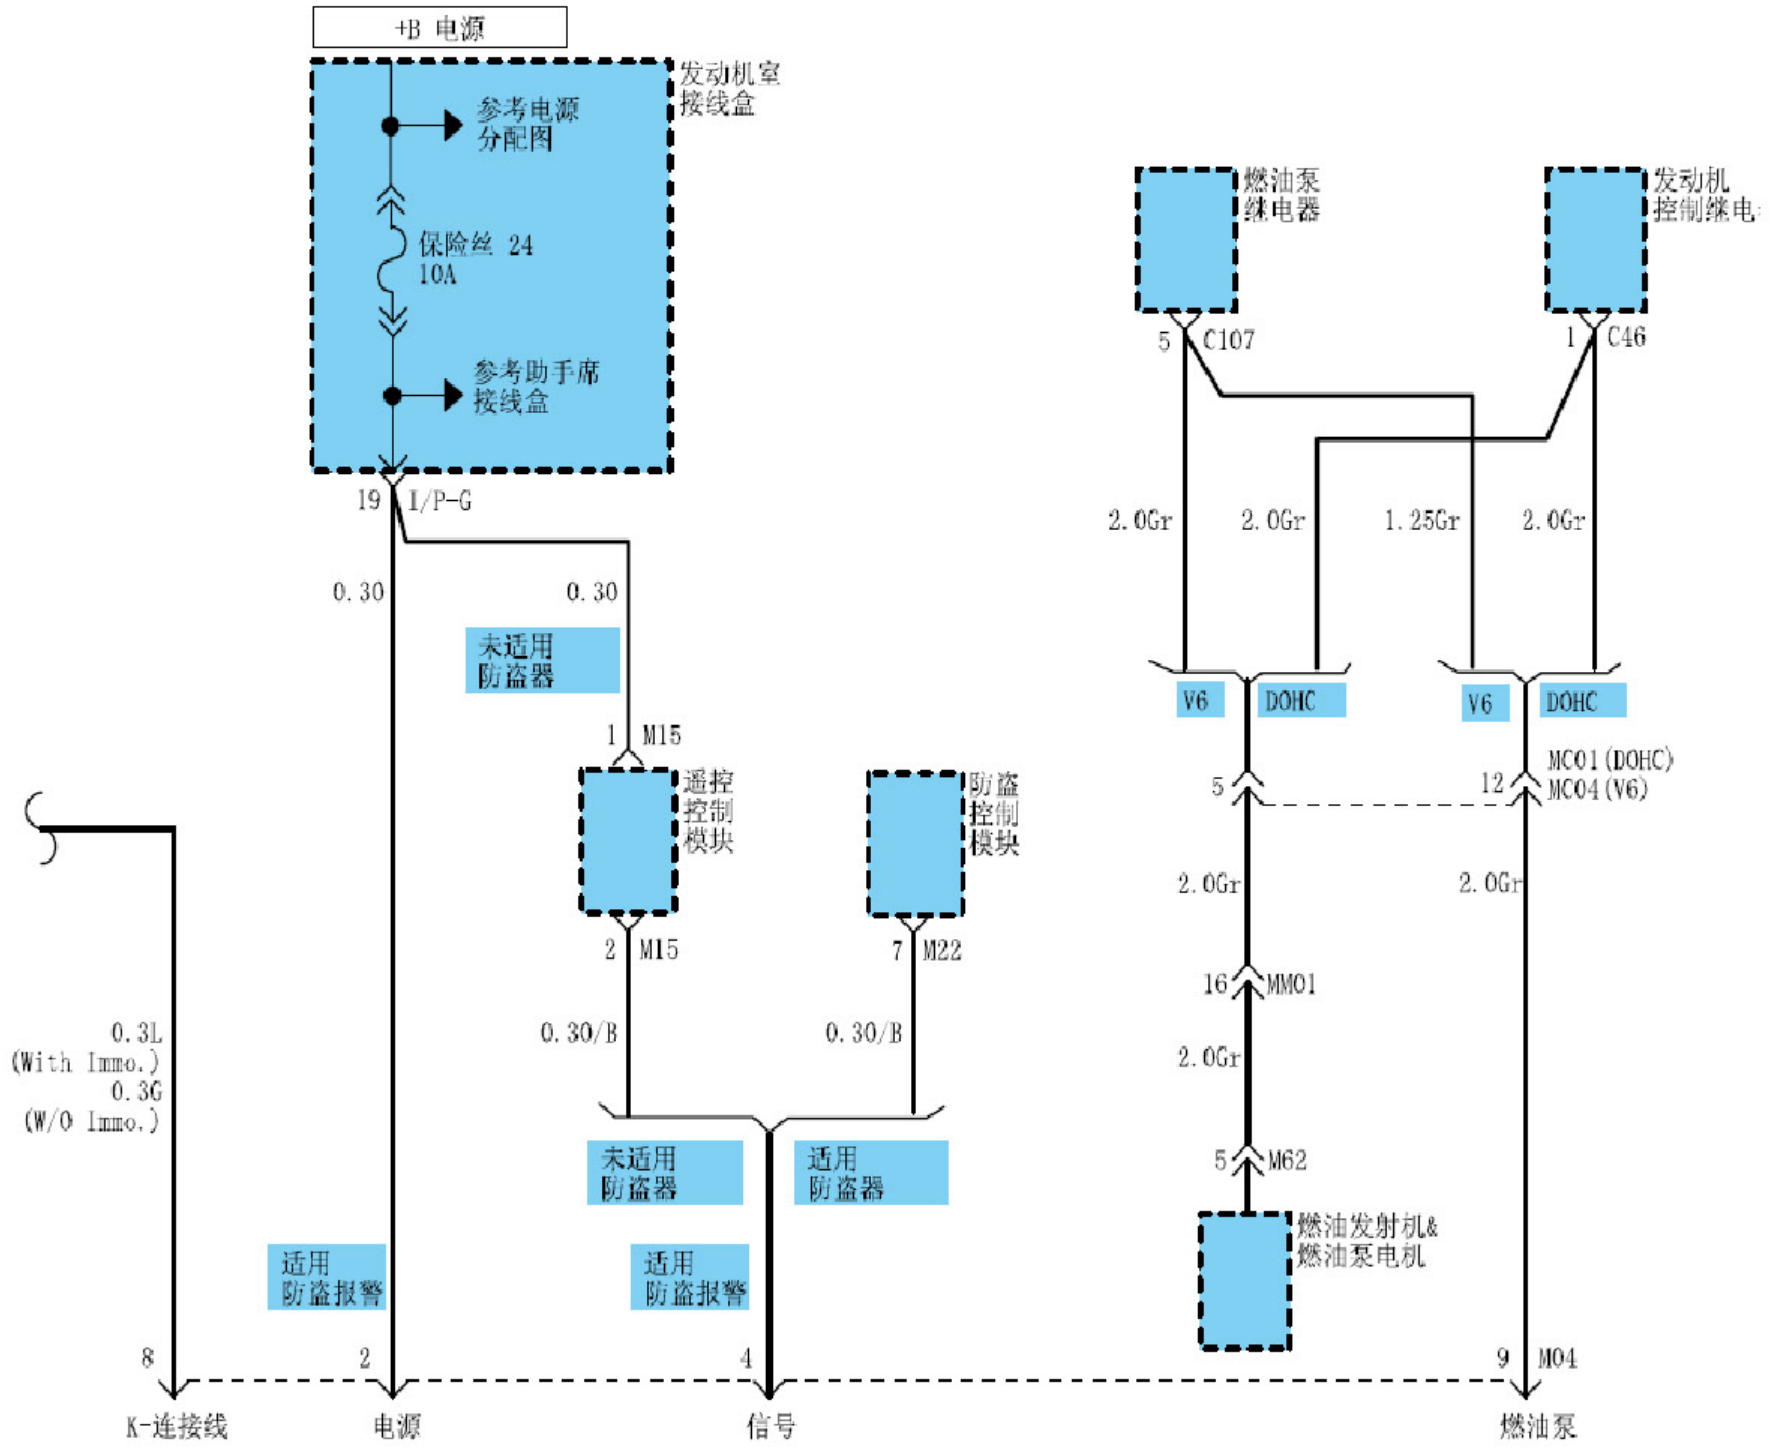 +B 电源
发动机室
接线盒
参考电源
分配图
保险丝 24
10A
参考助手席
接线盒
19 I/P-G
0.30
0.30
未适用
防盗器
1 M15
遥控
控制
模块
防盗
控制
模块
2 M15
7 M22
0.30/B
0.30/B
0.3L
(With Immo.)
0.3G
(W/O Immo.)
未适用
防盗器
适用
防盗器
适用
防盗报警
适用
防盗报警
8
2
4
K-连接线
电源
信号
燃油泵
继电器
发动机
控制继电
5 C107
1 C46
2.0Gr
2.0Gr
1.25Gr
2.0Gr
V6
DOHC
V6
DOHC
5
12
MC01(DOHC)
MC04(V6)
2.0Gr
2.0Gr
16 MM01
2.0Gr
5 M62
燃油发射机&
燃油泵电机
9 M04
燃油泵